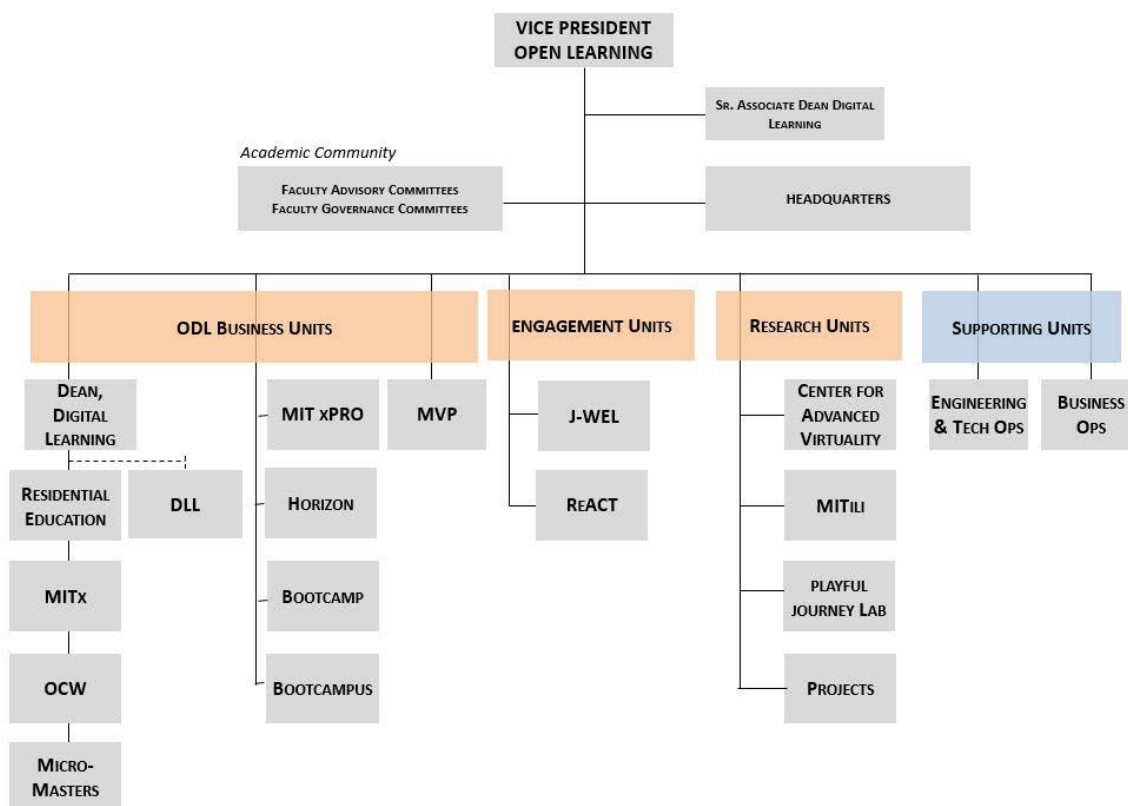 VICE PRESIDENT
OPEN LEARNING
SR. ASSOCIATE DEAN DIGITAL
LEARNING
Academic Community
FACULTY ADVISORY COMMITTEES
FACULTY GOVERNANCE COMMITTEES
HEADQUARTERS
ODL BUSINESS UNITS
ENGAGEMENT UNITS
RESEARCH UNITS
SUPPORTING UNITS
DEAN,
DIGITAL
LEARNING
MIT XPRO
MVP
J-WEL
CENTER FOR
ADVANCED
VIRTUALITY
ENGINEERING
& TECH OPS
BUSINESS
OPS
RESIDENTIAL
EDUCATION
DLL
HORIZON
REACT
MITILI
MITX
BOOTCAMP
PLAYFUL
JOURNEY LAB
OCW
BOOTCAMPUS
PROJECTS
MICRO-
MASTERS